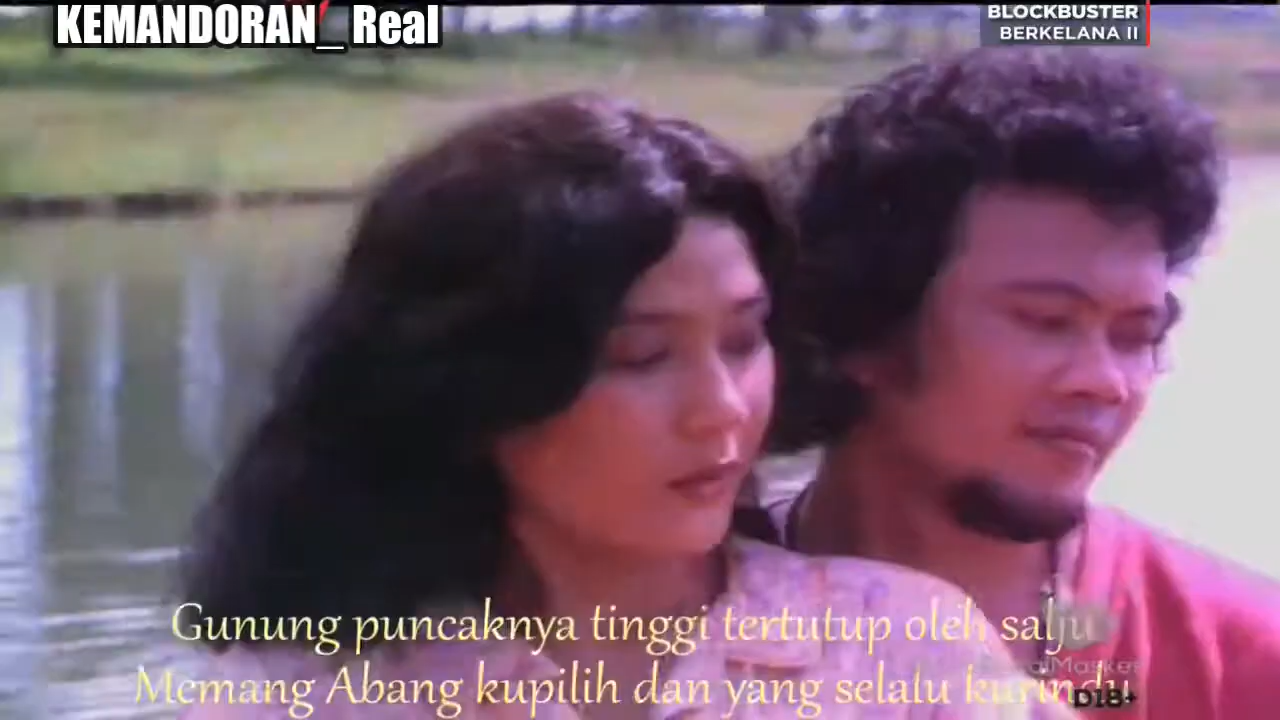 KEMANDORAN_ Real
BLOCKBUSTER
BERKELANA II
Gunung puncaknya tinggi tertutup oleh salju
Memang Abang kupilih dan yang selalu kurindu
D18+